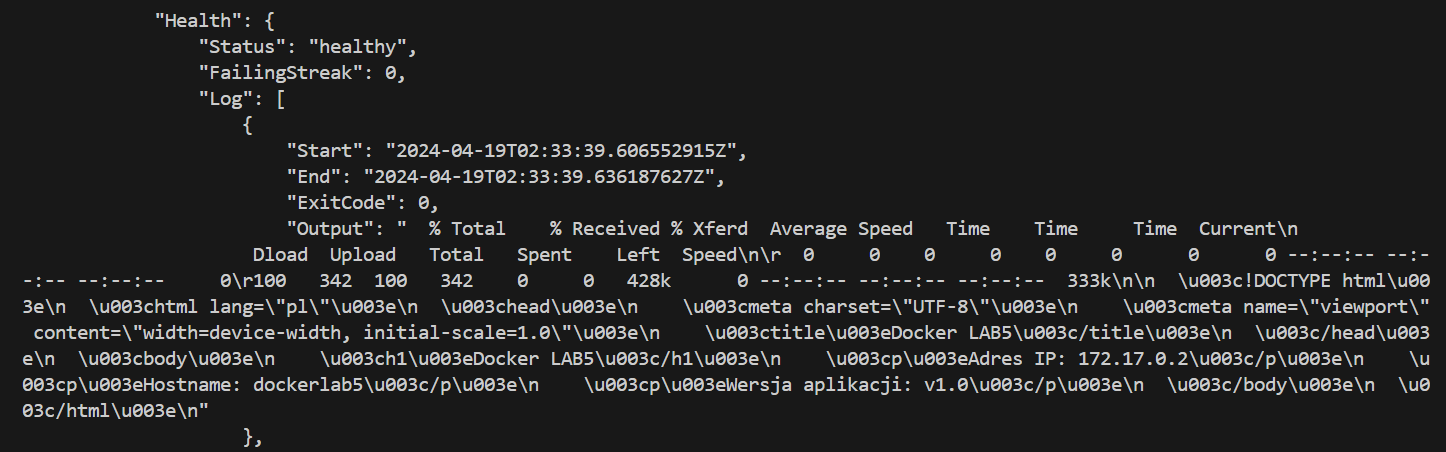 "Health": {
"Status": "healthy",
"FailingStreak": 0,
"Log": [
{
"Start": "2024-04-19T02:33:39.606552915Z",
"End": "2024-04-19T02:33:39.636187627Z",
"ExitCode": 0,
"Output": "  % Total    % Received % Xferd  Average Speed   Time    Time     Time  Current\n
Dload  Upload   Total   Spent    Left  Speed\n\r  0     0    0     0    0     0      0      0 --:--:-- --:-
-:-- --:--:--     0\r100   342  100   342    0     0   428k      0 --:--:-- --:--:-- --:--:--  333k\n\n  \u003c!DOCTYPE html\u00
3e\n  \u003chtml lang=\"pl\"\u003e\n  \u003chead\u003e\n    \u003cmeta charset=\"UTF-8\"\u003e\n    \u003cmeta name=\"viewport\"
content=\"width=device-width, initial-scale=1.0\"\u003e\n    \u003ctitle\u003eDocker LAB5\u003c/title\u003e\n  \u003c/head\u003
e\n  \u003cbody\u003e\n    \u003ch1\u003eDocker LAB5\u003c/h1\u003e\n    \u003cp\u003eAdres IP: 172.17.0.2\u003c/p\u003e\n    \u
003cp\u003eHostname: dockerlab5\u003c/p\u003e\n    \u003cp\u003eWersja aplikacji: v1.0\u003c/p\u003e\n  \u003c/body\u003e\n  \u0
03c/html\u003e\n"
},